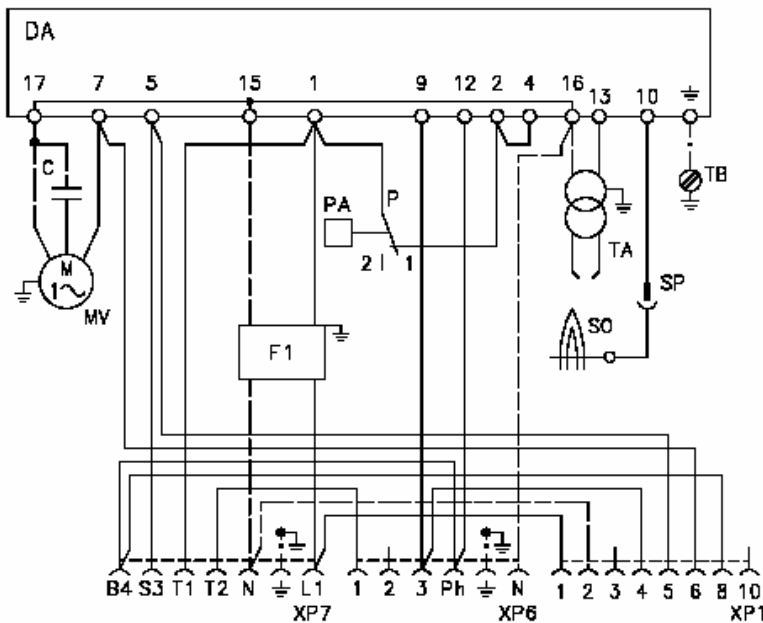 DA
17 7 5 15 1 9 12 2 4 16 13 10
C
P
PA
TB
2 1
TA
M
1
MV
SP
SO
F1
B4 S3 T1 T2 N L1 1 2 3 Ph N 1 2 3 4 5 6 8 10
XP7 XP6 XP1